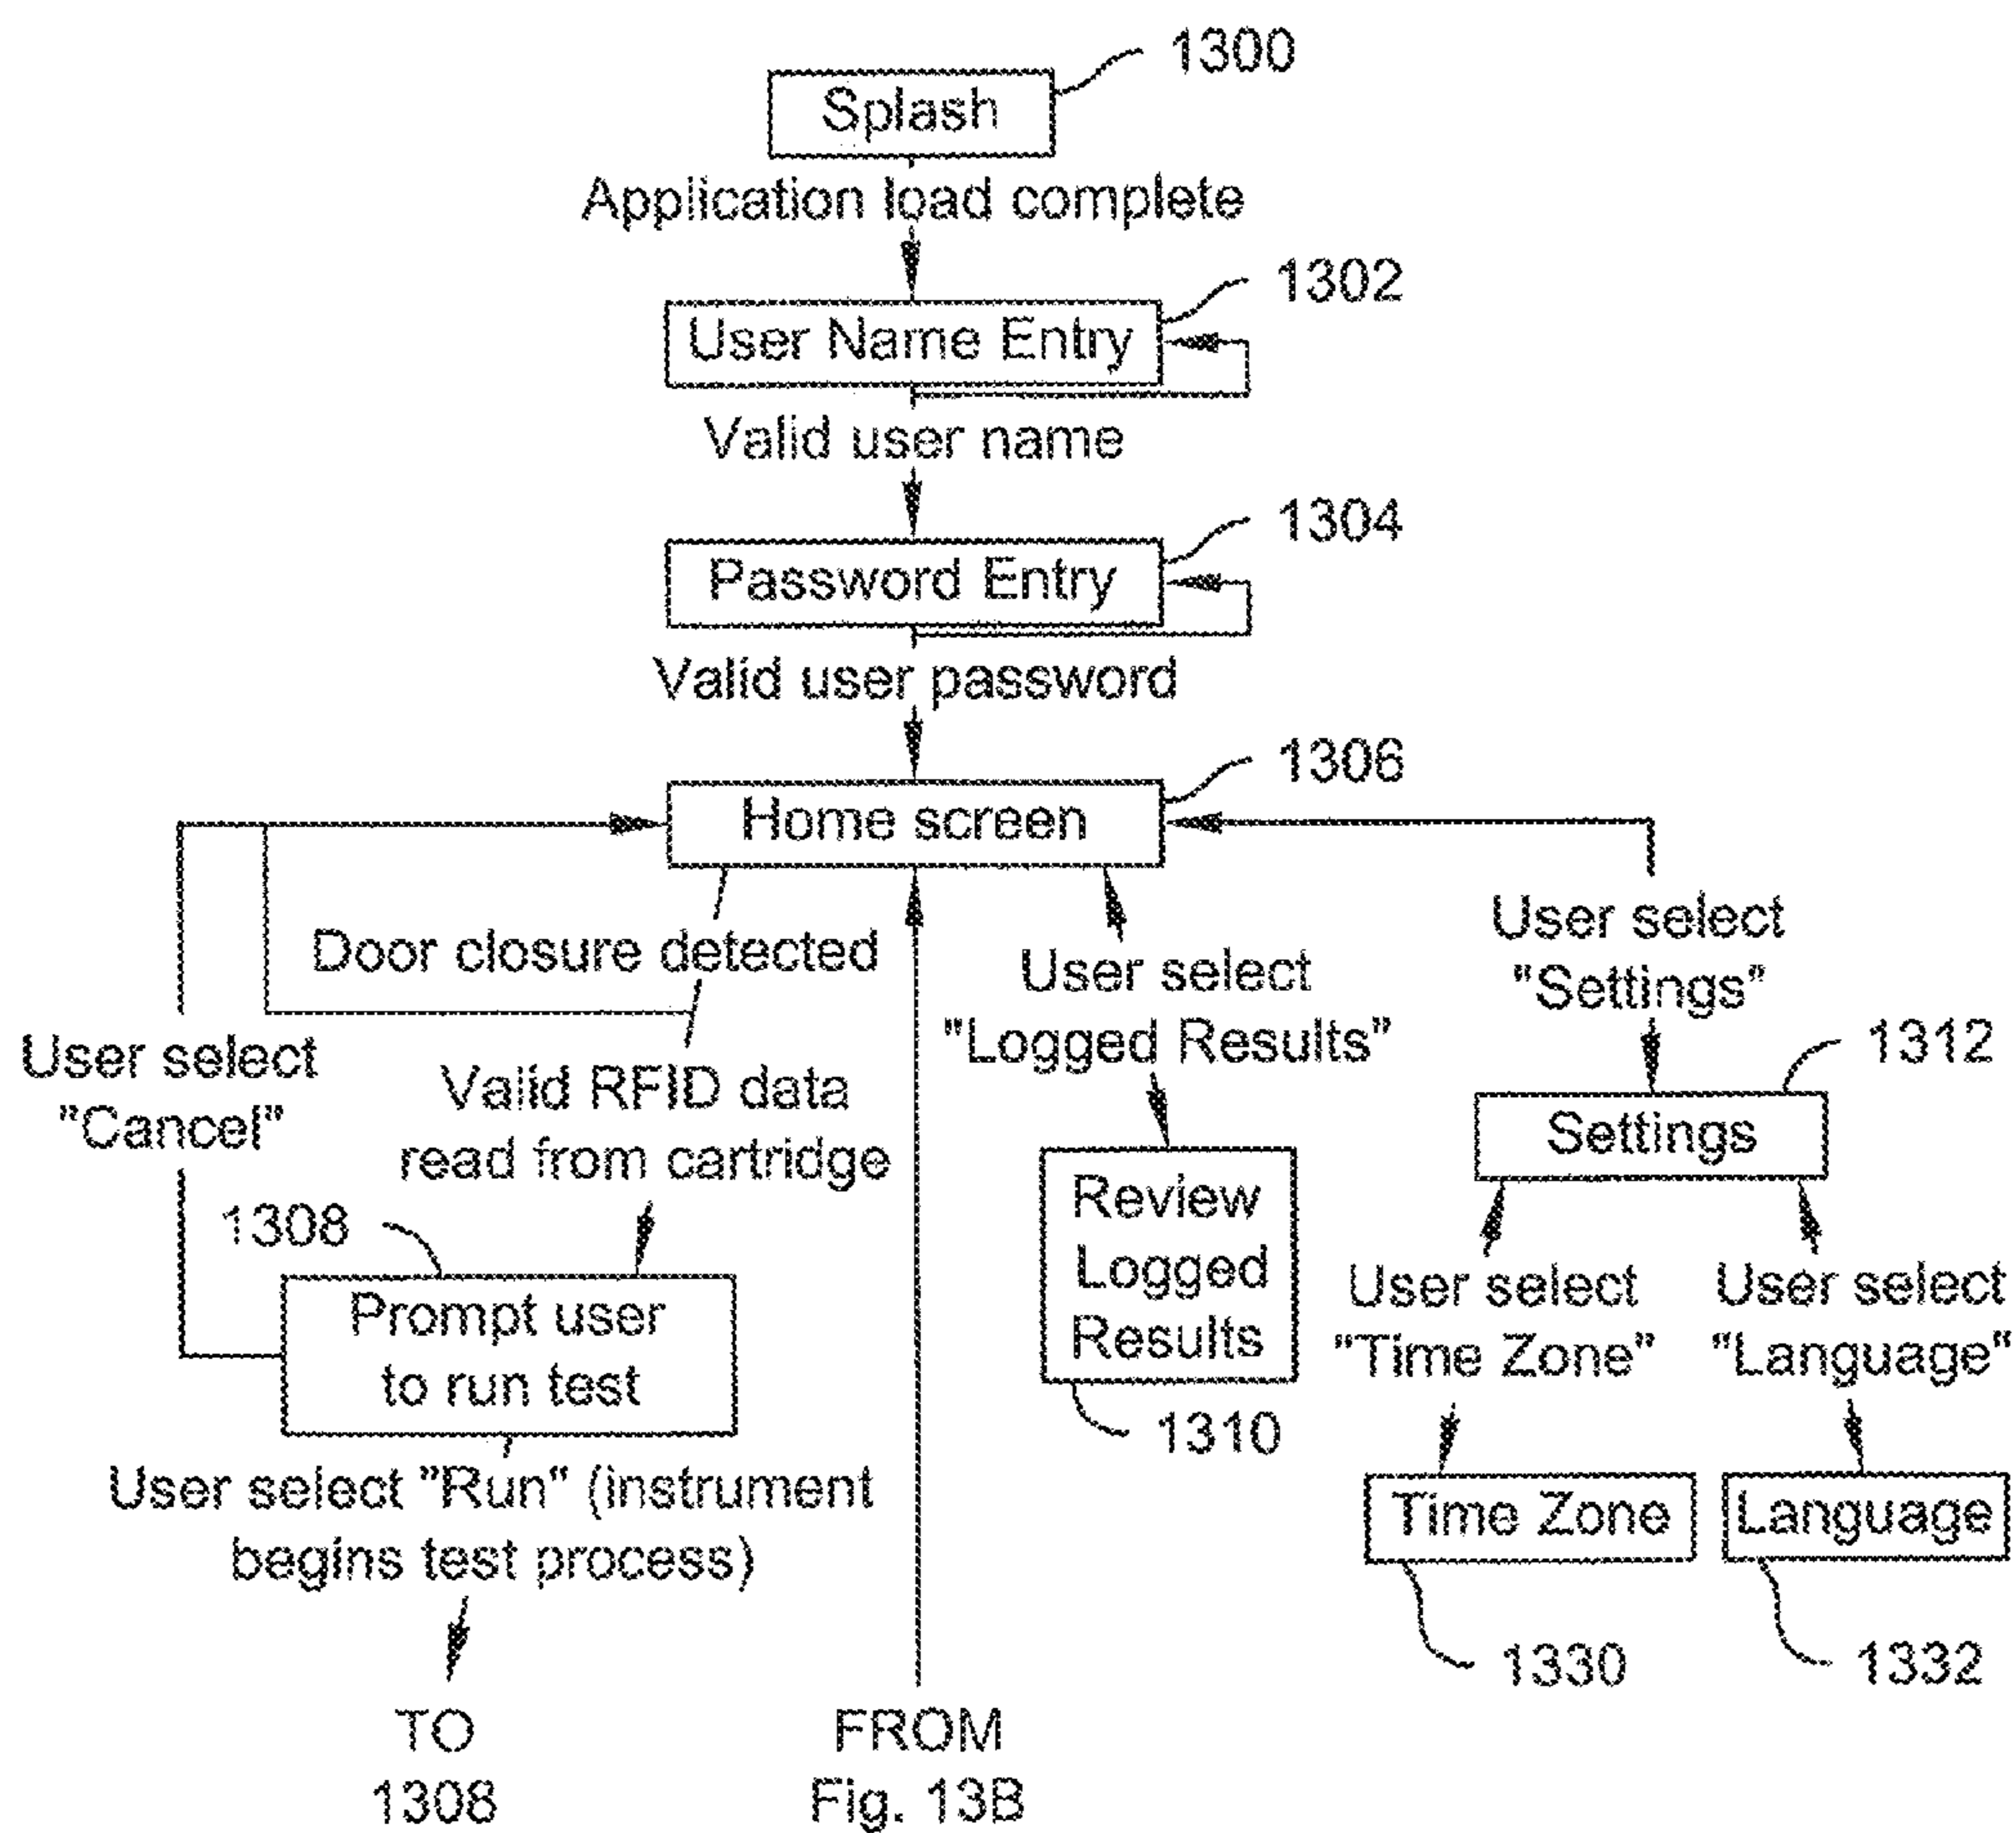 1300
Splash
Application load complete
1302
User Name Entry
Valid user name
1304
Password Entry
Valid user password
1306
Home screen
Door closure detected
User select
"Cancel"
Valid RFID data
read from cartridge
User select
"Logged Results"
User select
"Settings"
1312
Settings
1308
Prompt user
to run test
Review
Logged
Results
1310
User select
"Time Zone"
User select
"Language"
User select "Run" (instrument
begins test process)
Time Zone
Language
1330
1332
TO
1308
FROM
Fig. 13B